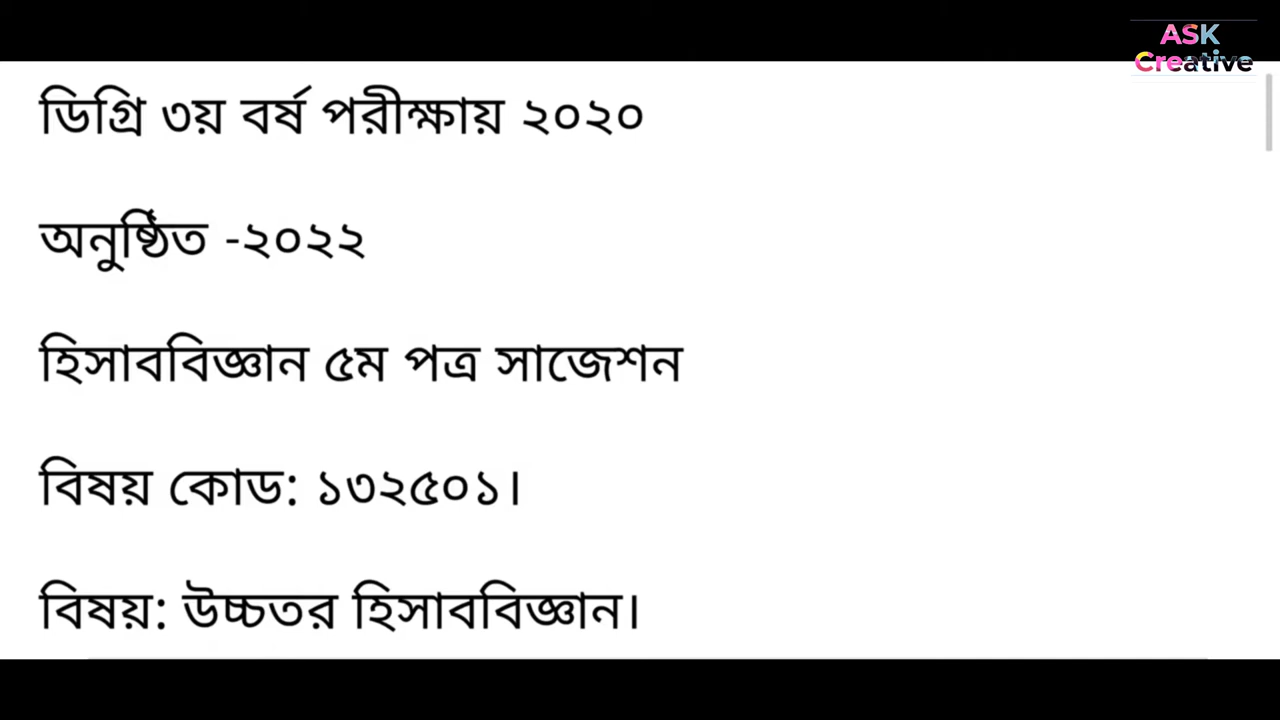 ASK
Creative
ডিগ্রি ৩য় বর্ষ পরীক্ষায় ২০২০
অনুষ্ঠিত -২০২২
হিসাববিজ্ঞান ৫ম পত্র সাজেশন
বিষয় কোড: ১৩২৫০১।
বিষয়: উচ্চতর হিসাববিজ্ঞান।